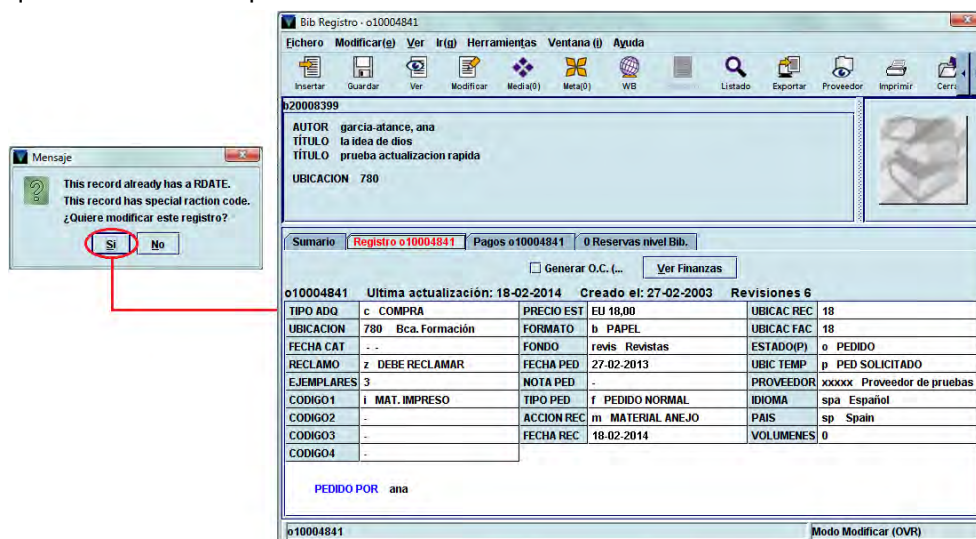 Bib Registro - o10004841
Fichero Modificar(e) Ver Ir(g) Herramientas Ventana (i) Ayuda
Insertar Guardar Ver Modificar Media(0) Meta(0) WB Listado Exportar Proveedor Imprimir
b20008399
AUTOR garcia-atance, ana
TÍTULO la idea de dios
TÍTULO prueba actualizacion rapida
UBICACION 780
Mensaje
This record already has a RDATE.
This record has special raction code.
¿Quiere modificar este registro?
Si No
Sumario Registro o10004841 Pagos o10004841 0 Reservas nivel Bib.
Generar O.C. (... Ver Finanzas
o10004841 Ultima actualización: 18-02-2014 Creado el: 27-02-2003 Revisiones 6
TIPO ADQ c COMPRA PRECIO EST EU 18,00 UBICAC REC 18
UBICACION 780 Bca. Formación FORMATO b PAPEL UBICAC FAC 18
FECHA CAT - - FONDO revis Revistas ESTADO(P) o PEDIDO
RECLAMO z DEBE RECLAMAR FECHA PED 27-02-2013 UBIC TEMP p PED SOLICITADO
EJEMPLARES 3 NOTA PED - PROVEEDOR xxxxx Proveedor de pruebas
CODIGO1 i MAT. IMPRESO TIPO PED f PEDIDO NORMAL IDIOMA spa Español
CODIGO2 - ACCION REC m MATERIAL ANEJO PAIS sp Spain
CODIGO3 - FECHA REC 18-02-2014 VOLUMENES 0
CODIGO4 -
PEDIDO POR ana
o10004841 Modo Modificar (OVR)